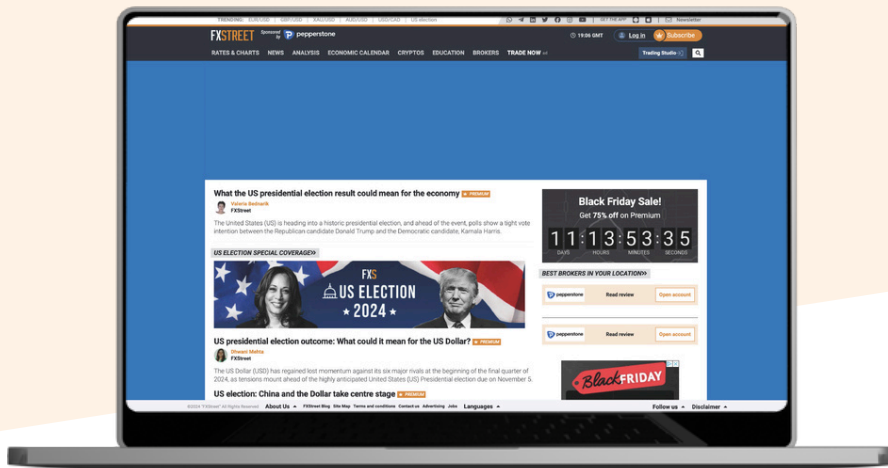 TRENDING: EUR/USD | GBP/USD | XAU/USD | AUD/USD | USD/CAD | US election
GET THE APP
Newsletter
FXSTREET Sponsored by pepperstone
19:06 GMT Log in Subscribe
RATES & CHARTS NEWS ANALYSIS ECONOMIC CALENDAR CRYPTOS EDUCATION BROKERS TRADE NOW
Trading Studio
What the US presidential election result could mean for the economy PREMIUM
Valeria Bednarik
FXStreet
The United States (US) is heading into a historic presidential election, and ahead of the event, polls show a tight vote
intention between the Republican candidate Donald Trump and the Democratic candidate, Kamala Harris.
US ELECTION SPECIAL COVERAGE»
FXS
US ELECTION
★ 2024 ★
US presidential election outcome: What could it mean for the US Dollar? PREMIUM
Dhwani Mehta
FXStreet
The US Dollar (USD) has regained lost momentum against its six major rivals at the beginning of the final quarter of
2024, as tensions mount ahead of the highly anticipated United States (US) Presidential election due on November 5.
US election: China and the Dollar take centre stage PREMIUM
Black Friday Sale!
Get 75% off on Premium
11:13:53:35
DAYS HOURS MINUTES SECONDS
BEST BROKERS IN YOUR LOCATION»
pepperstone Read review Open account
pepperstone Read review Open account
Black FRIDAY
©2024 "FXStreet" All Rights Reserved About Us FXStreet Blog Site Map Terms and conditions Contact us Advertising Jobs Languages Follow us Disclaimer